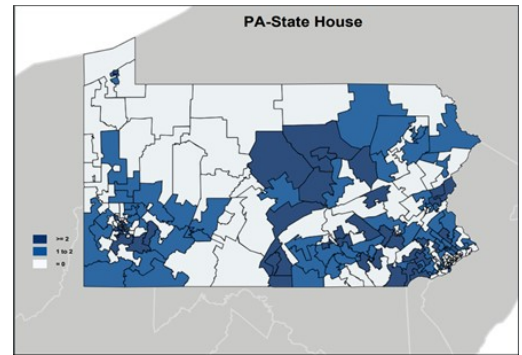 PA-State House
>= 2
1 to 2
= 0